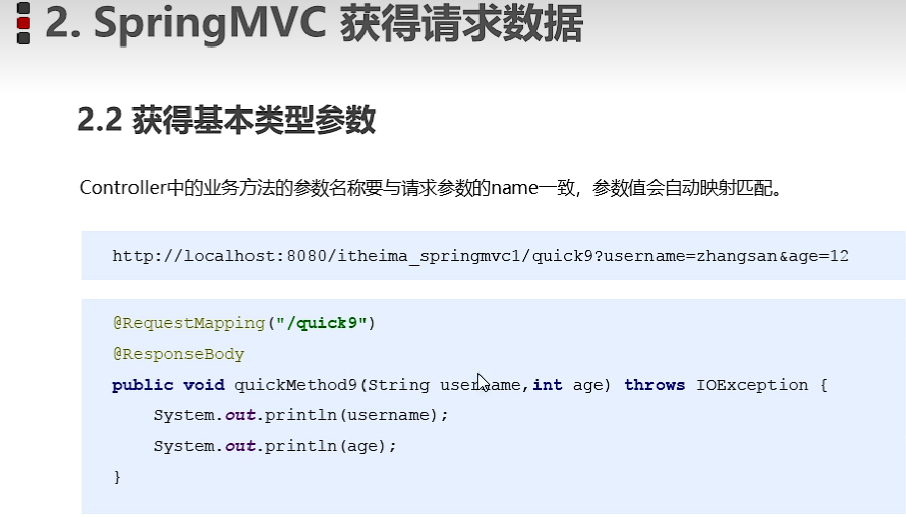 2. SpringMVC 获得请求数据
2.2 获得基本类型参数
Controller中的业务方法的参数名称要与请求参数的name一致，参数值会自动映射匹配。
http://localhost:8080/itheima_springmvc1/quick9?username=zhangsan&age=12
@RequestMapping("/quick9")
@ResponseBody
public void quickMethod9(String username,int age) throws IOException {
System.out.println(username);
System.out.println(age);
}